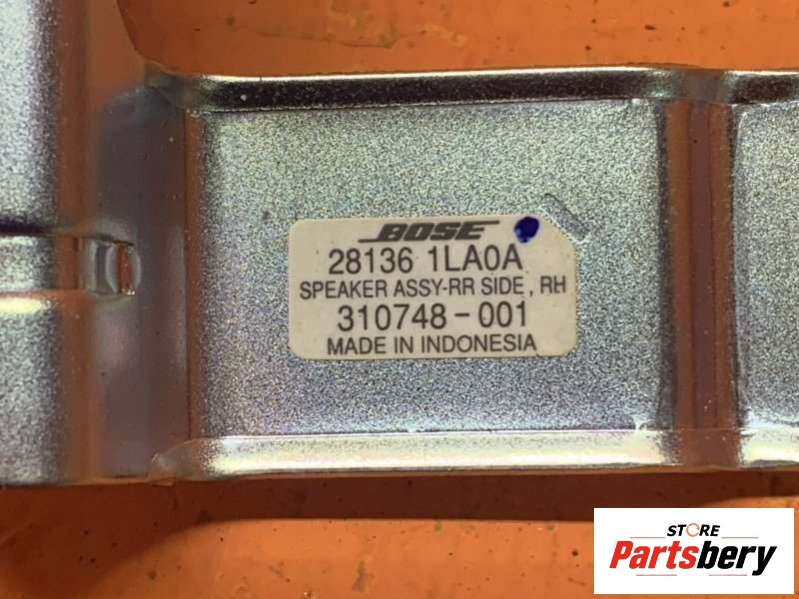 BOSE
28136 1LA0A
SPEAKER ASSY-RR SIDE, RH
310748-001
MADE IN INDONESIA
STORE
Partsbery